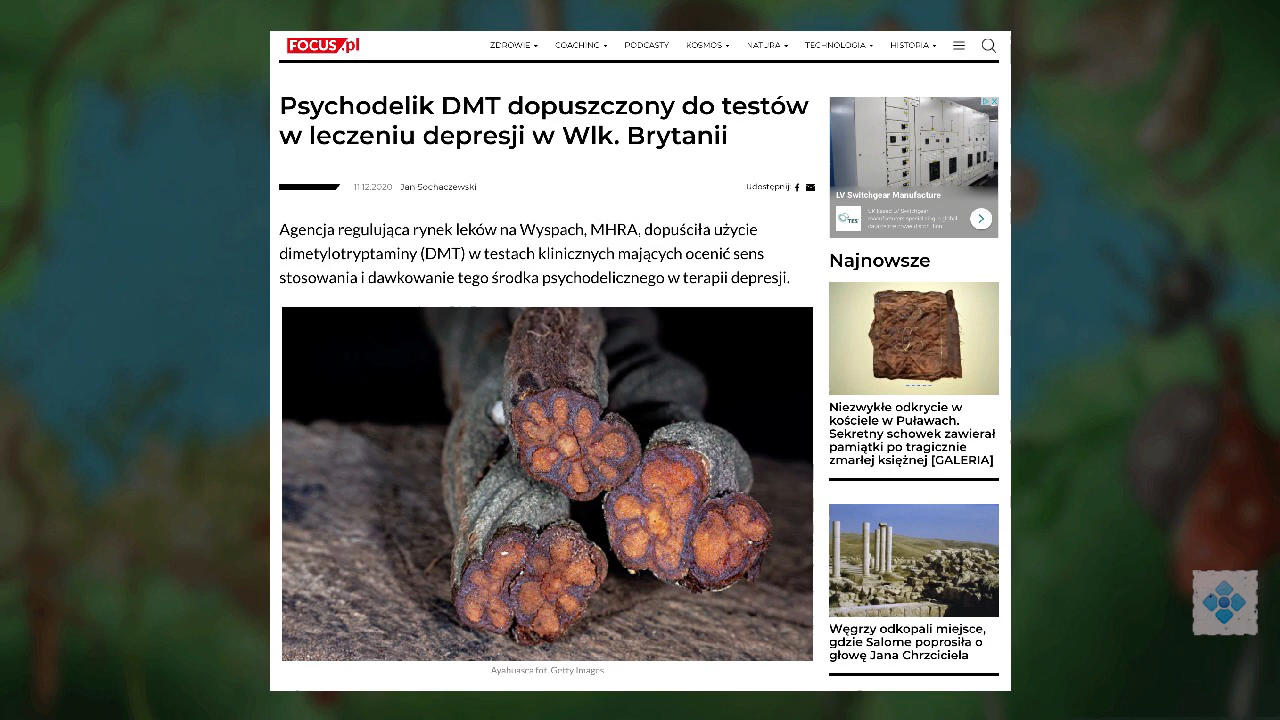 FOCUS.pl
ZDROWIE COACHING PODCASTY KOSMOS NATURA TECHNOLOGIA HISTORIA
Psychodelik DMT dopuszczony do testów
w leczeniu depresji w Wlk. Brytanii
11.12.2020 Jan Sochaczewski
Udostępnij:
Agencja regulująca rynek leków na Wyspach, MHRA, dopuściła użycie
dimetylotryptaminy (DMT) w testach klinicznych mających ocenić sens
stosowania i dawkowanie tego środka psychodelicznego w terapii depresji.
Ayahuasca fot. Getty Images
LV Switchgear Manufacture
UK based LV Switchgear
Najnowsze
Niezwykłe odkrycie w
kościele w Puławach.
Sekretny schowek zawierał
pamiątki po tragicznie
zmarłej księżnej [GALERIA]
Węgrzy odkopali miejsce,
gdzie Salome poprosiła o
głowę Jana Chrzciciela